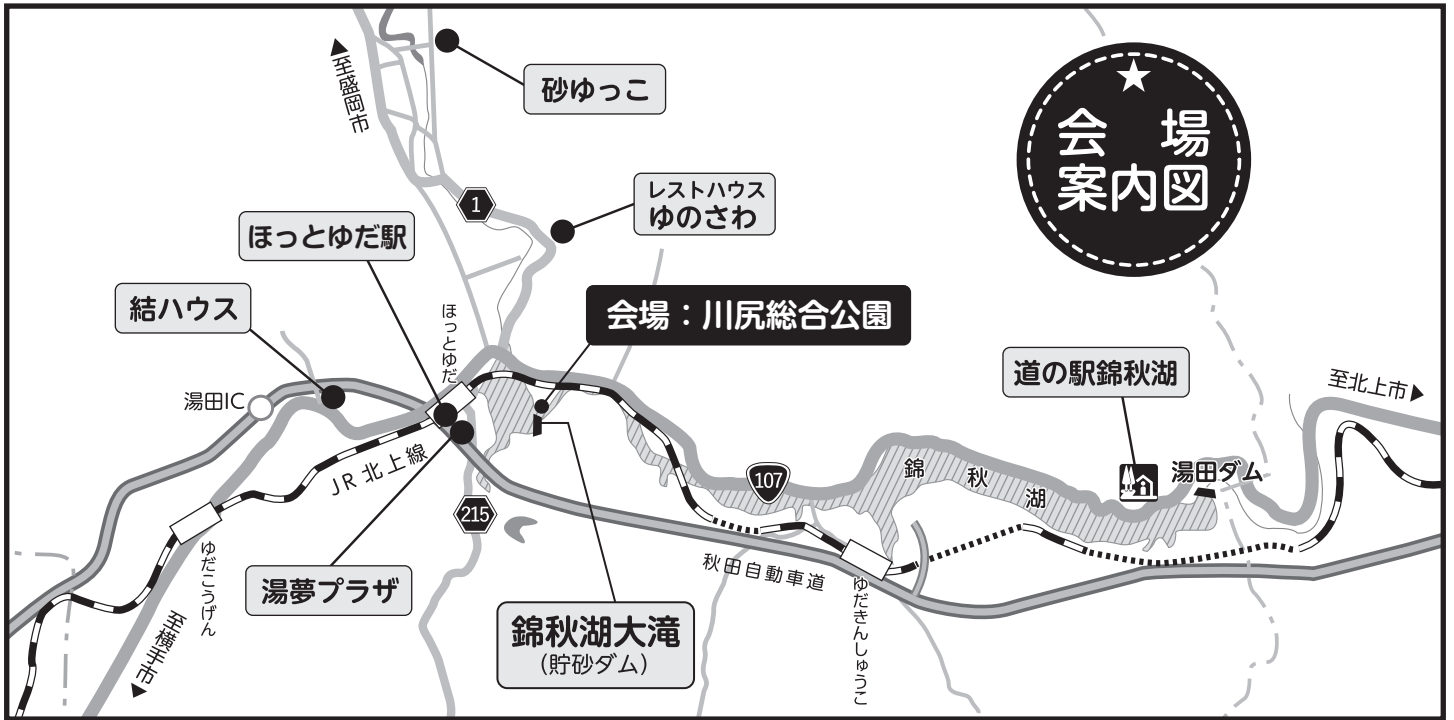 会場
案内図
至盛岡市
砂ゆっこ
1
レストハウス
ゆのさわ
ほっとゆだ駅
結ハウス
ほっとゆだ
会場：川尻総合公園
道の駅錦秋湖
至北上市
湯田IC
JR北上線
107
錦秋湖
湯田ダム
215
秋田自動車道
ゆだこうげん
湯夢プラザ
至横手市
錦秋湖大滝
（貯砂ダム）
ゆだきんしゅうこ